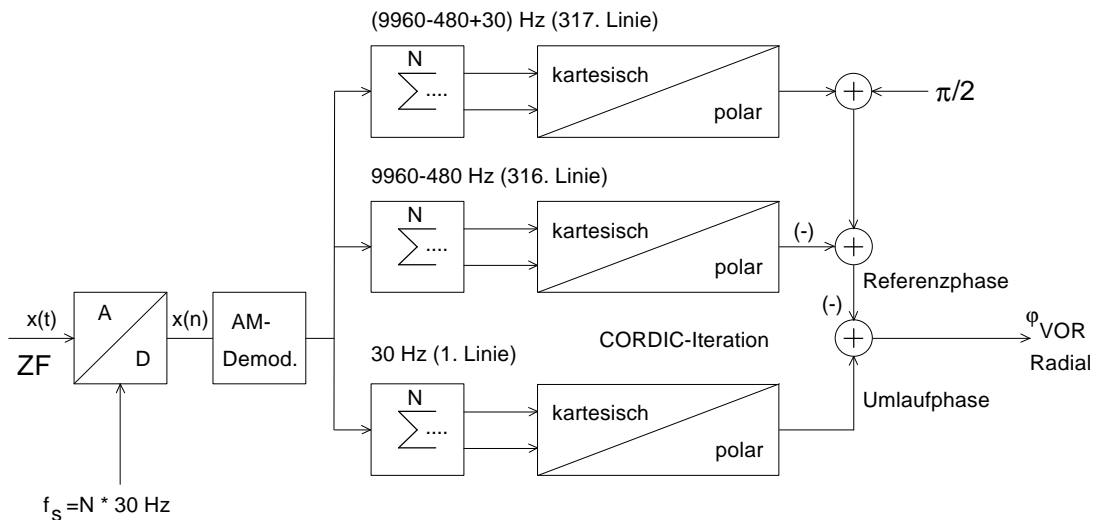 (9960-480+30) Hz (317. Linie)
N
∑ ....
kartesisch
polar
+
π/2
9960-480 Hz (316. Linie)
N
∑ ....
kartesisch
polar
(-)
+
Referenzphase
x(t)
ZF
A
D
x(n)
AM-
Demod.
30 Hz (1. Linie)
CORDIC-Iteration
(-)
+
φVOR
Radial
N
∑ ....
kartesisch
polar
Umlaufphase
fS =N * 30 Hz